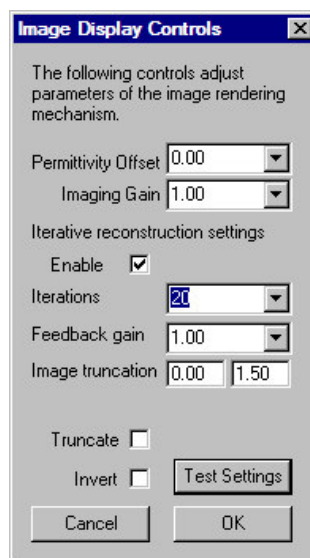 Image Display Controls
The following controls adjust
parameters of the image rendering
mechanism.
Permittivity Offset 0.00
Imaging Gain 1.00
Iterative reconstruction settings
Enable
Iterations 20
Feedback gain 1.00
Image truncation 0.00 1.50
Truncate
Invert Test Settings
Cancel OK